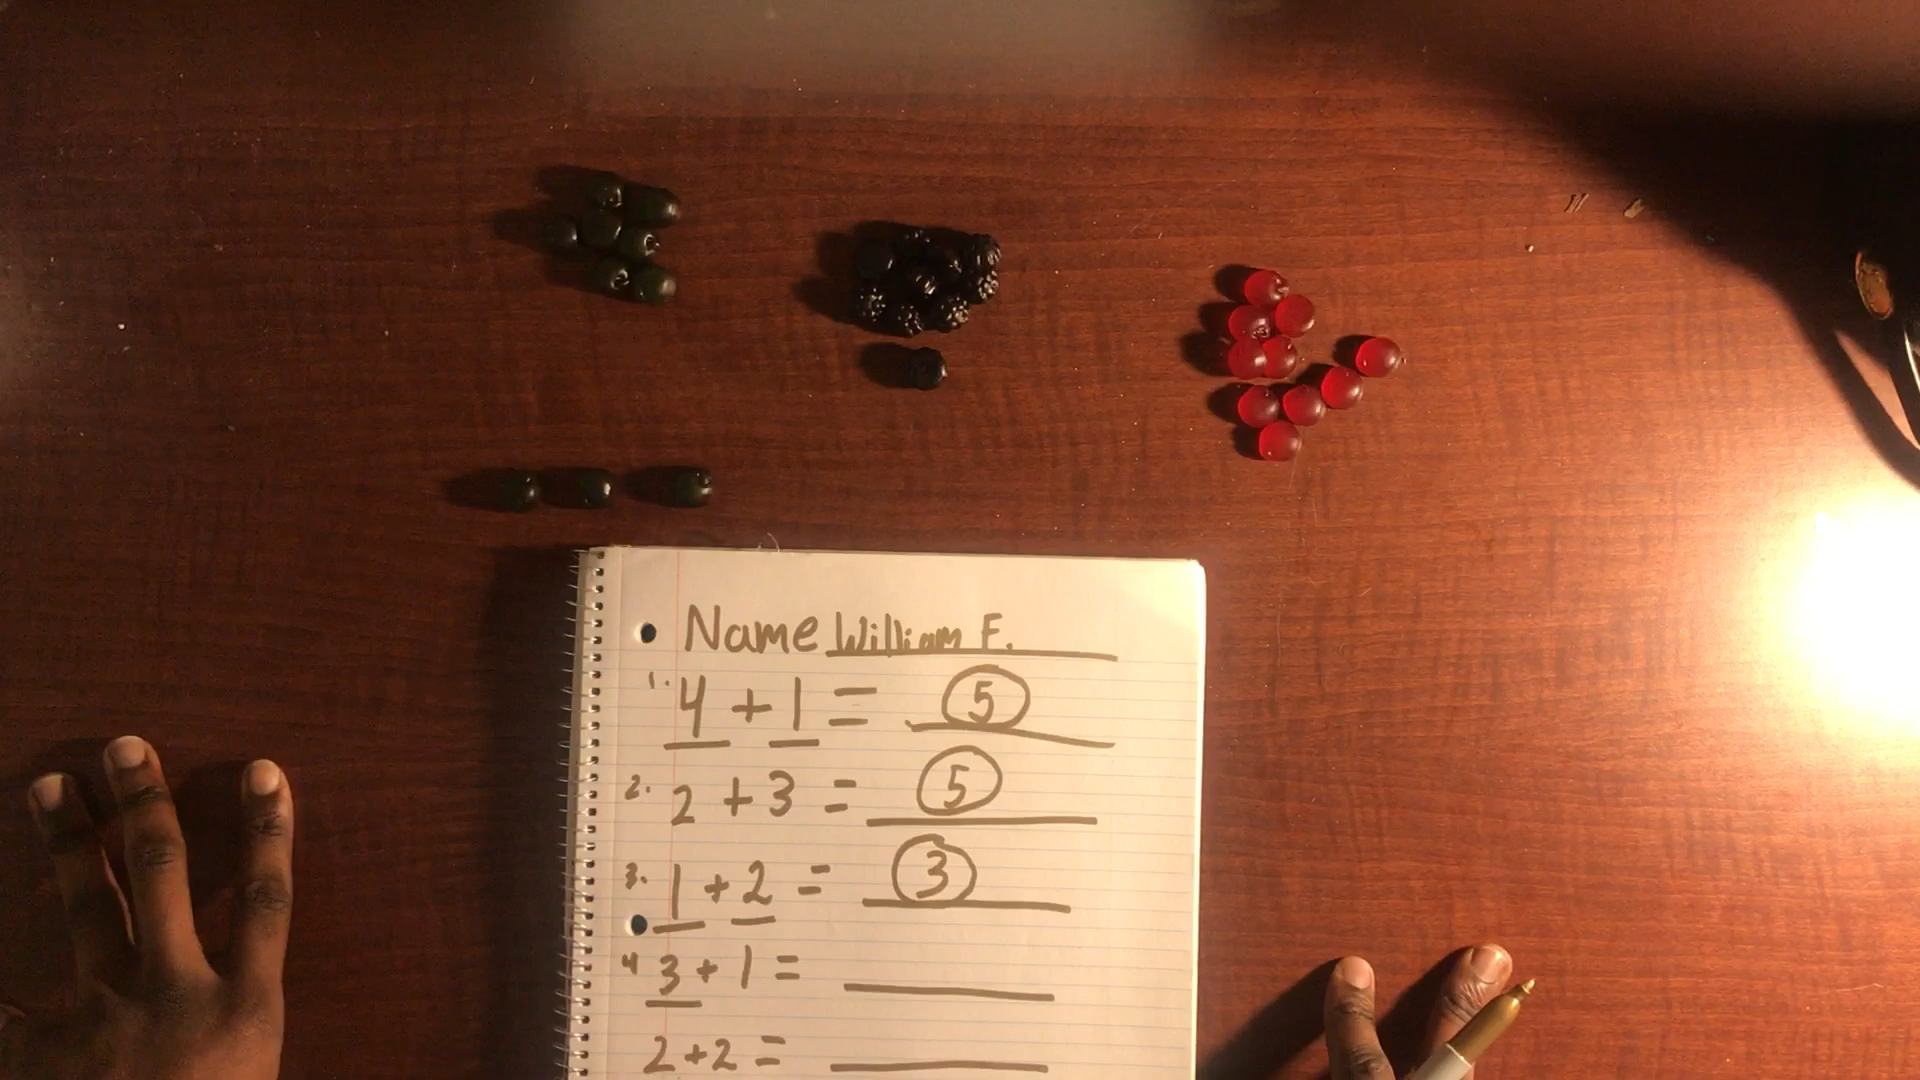 Name William F.
1. 4 + 1 = 5
2. 2 + 3 = 5
3. 1 + 2 = 3
4 3 + 1 =
2 + 2 =